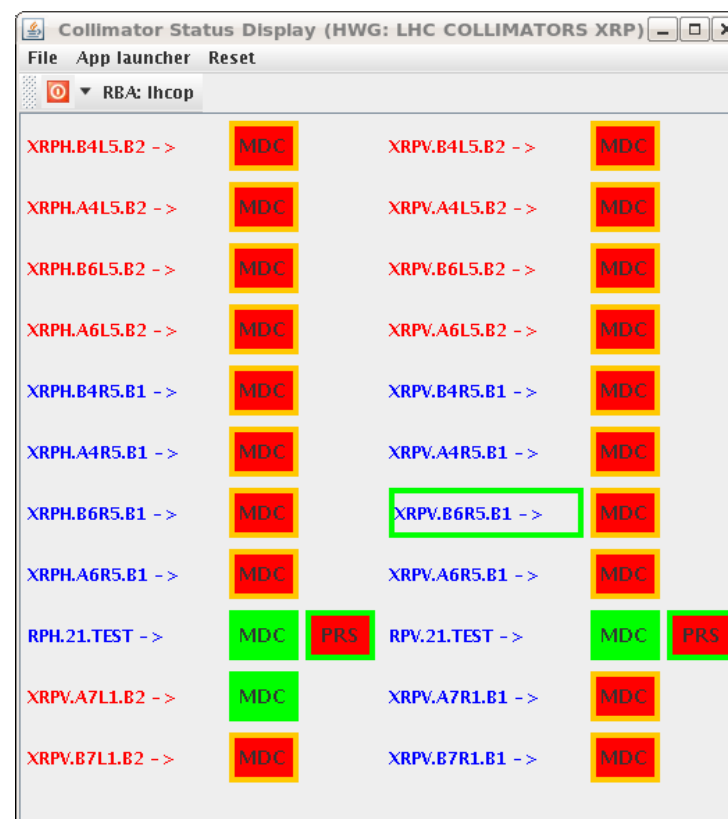 Collimator Status Display (HWG: LHC COLLIMATORS XRP)
File App launcher Reset
RBA: lhcop
XRPH.B4L5.B2 -> MDC XRPV.B4L5.B2 -> MDC
XRPH.A4L5.B2 -> MDC XRPV.A4L5.B2 -> MDC
XRPH.B6L5.B2 -> MDC XRPV.B6L5.B2 -> MDC
XRPH.A6L5.B2 -> MDC XRPV.A6L5.B2 -> MDC
XRPH.B4R5.B1 -> MDC XRPV.B4R5.B1 -> MDC
XRPH.A4R5.B1 -> MDC XRPV.A4R5.B1 -> MDC
XRPH.B6R5.B1 -> MDC XRPV.B6R5.B1 -> MDC
XRPH.A6R5.B1 -> MDC XRPV.A6R5.B1 -> MDC
RPH.21.TEST -> MDC PRS RPV.21.TEST -> MDC PRS
XRPV.A7L1.B2 -> MDC XRPV.A7R1.B1 -> MDC
XRPV.B7L1.B2 -> MDC XRPV.B7R1.B1 -> MDC